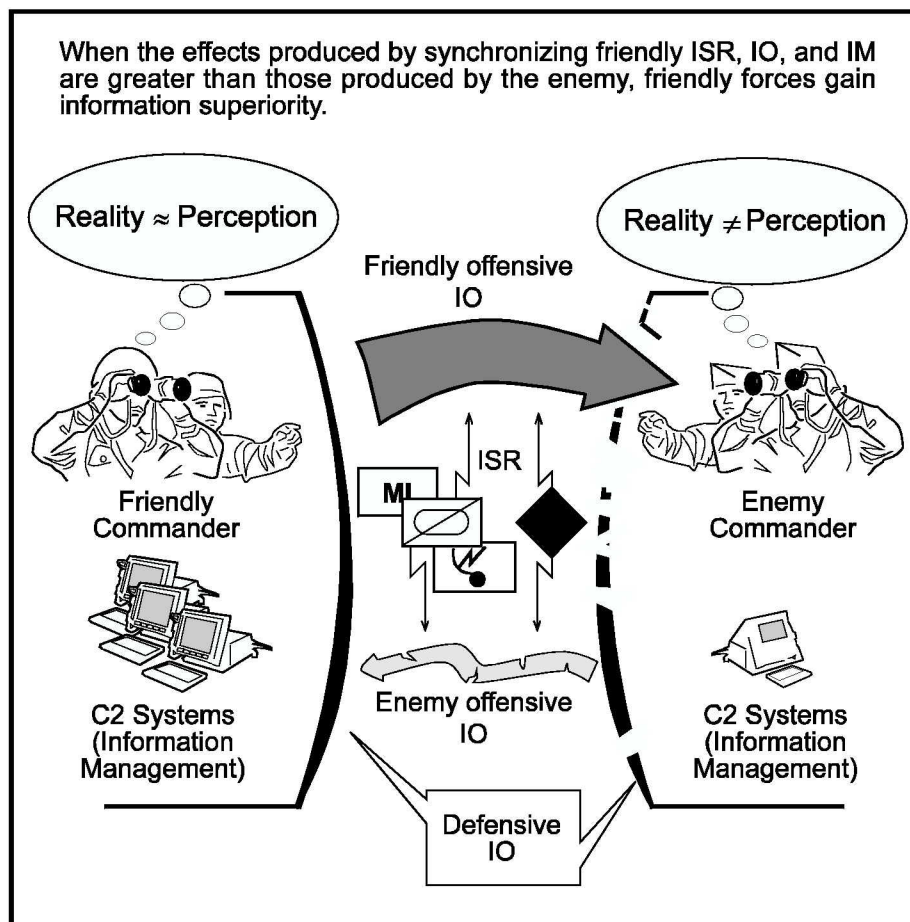 When the effects produced by synchronizing friendly ISR, IO, and IM
are greater than those produced by the enemy, friendly forces gain
information superiority.
Reality ≈ Perception
Reality ≠ Perception
Friendly offensive
IO
ISR
MI
Friendly
Commander
Enemy
Commander
Enemy offensive
IO
C2 Systems
(Information
Management)
C2 Systems
(Information
Management)
Defensive
IO